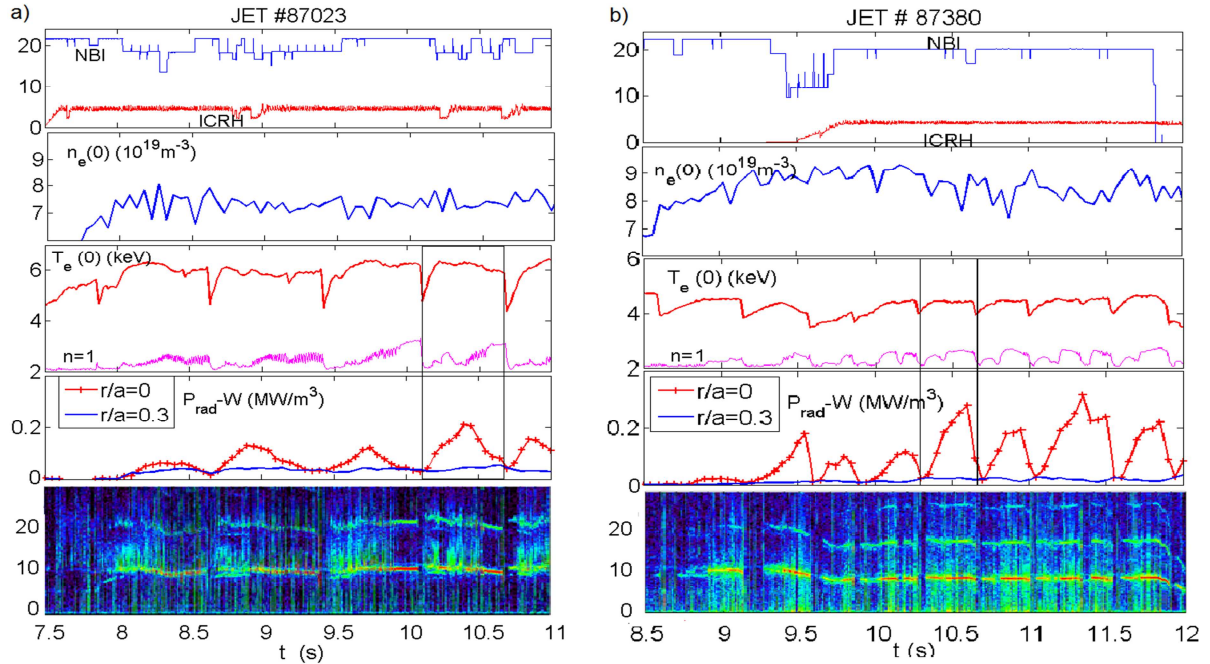 a)
JET #87023
20
NBI
10
ICRH
0
n_e(0) (10^19 m^-3)
9
8
7
T_e(0) (keV)
6
4
n=1
2
r/a=0
r/a=0.3
P_rad-W (MW/m^3)
0.2
0
20
10
0
7.5 8 8.5 9 9.5 10 10.5 11
t (s)
b)
JET # 87380
20
NBI
10
ICRH
0
n_e(0) (10^19 m^-3)
9
8
7
6
T_e(0) (keV)
4
n=1
2
r/a=0
r/a=0.3
P_rad-W (MW/m^3)
0.2
0
20
10
0
8.5 9 9.5 10 10.5 11 11.5 12
t (s)